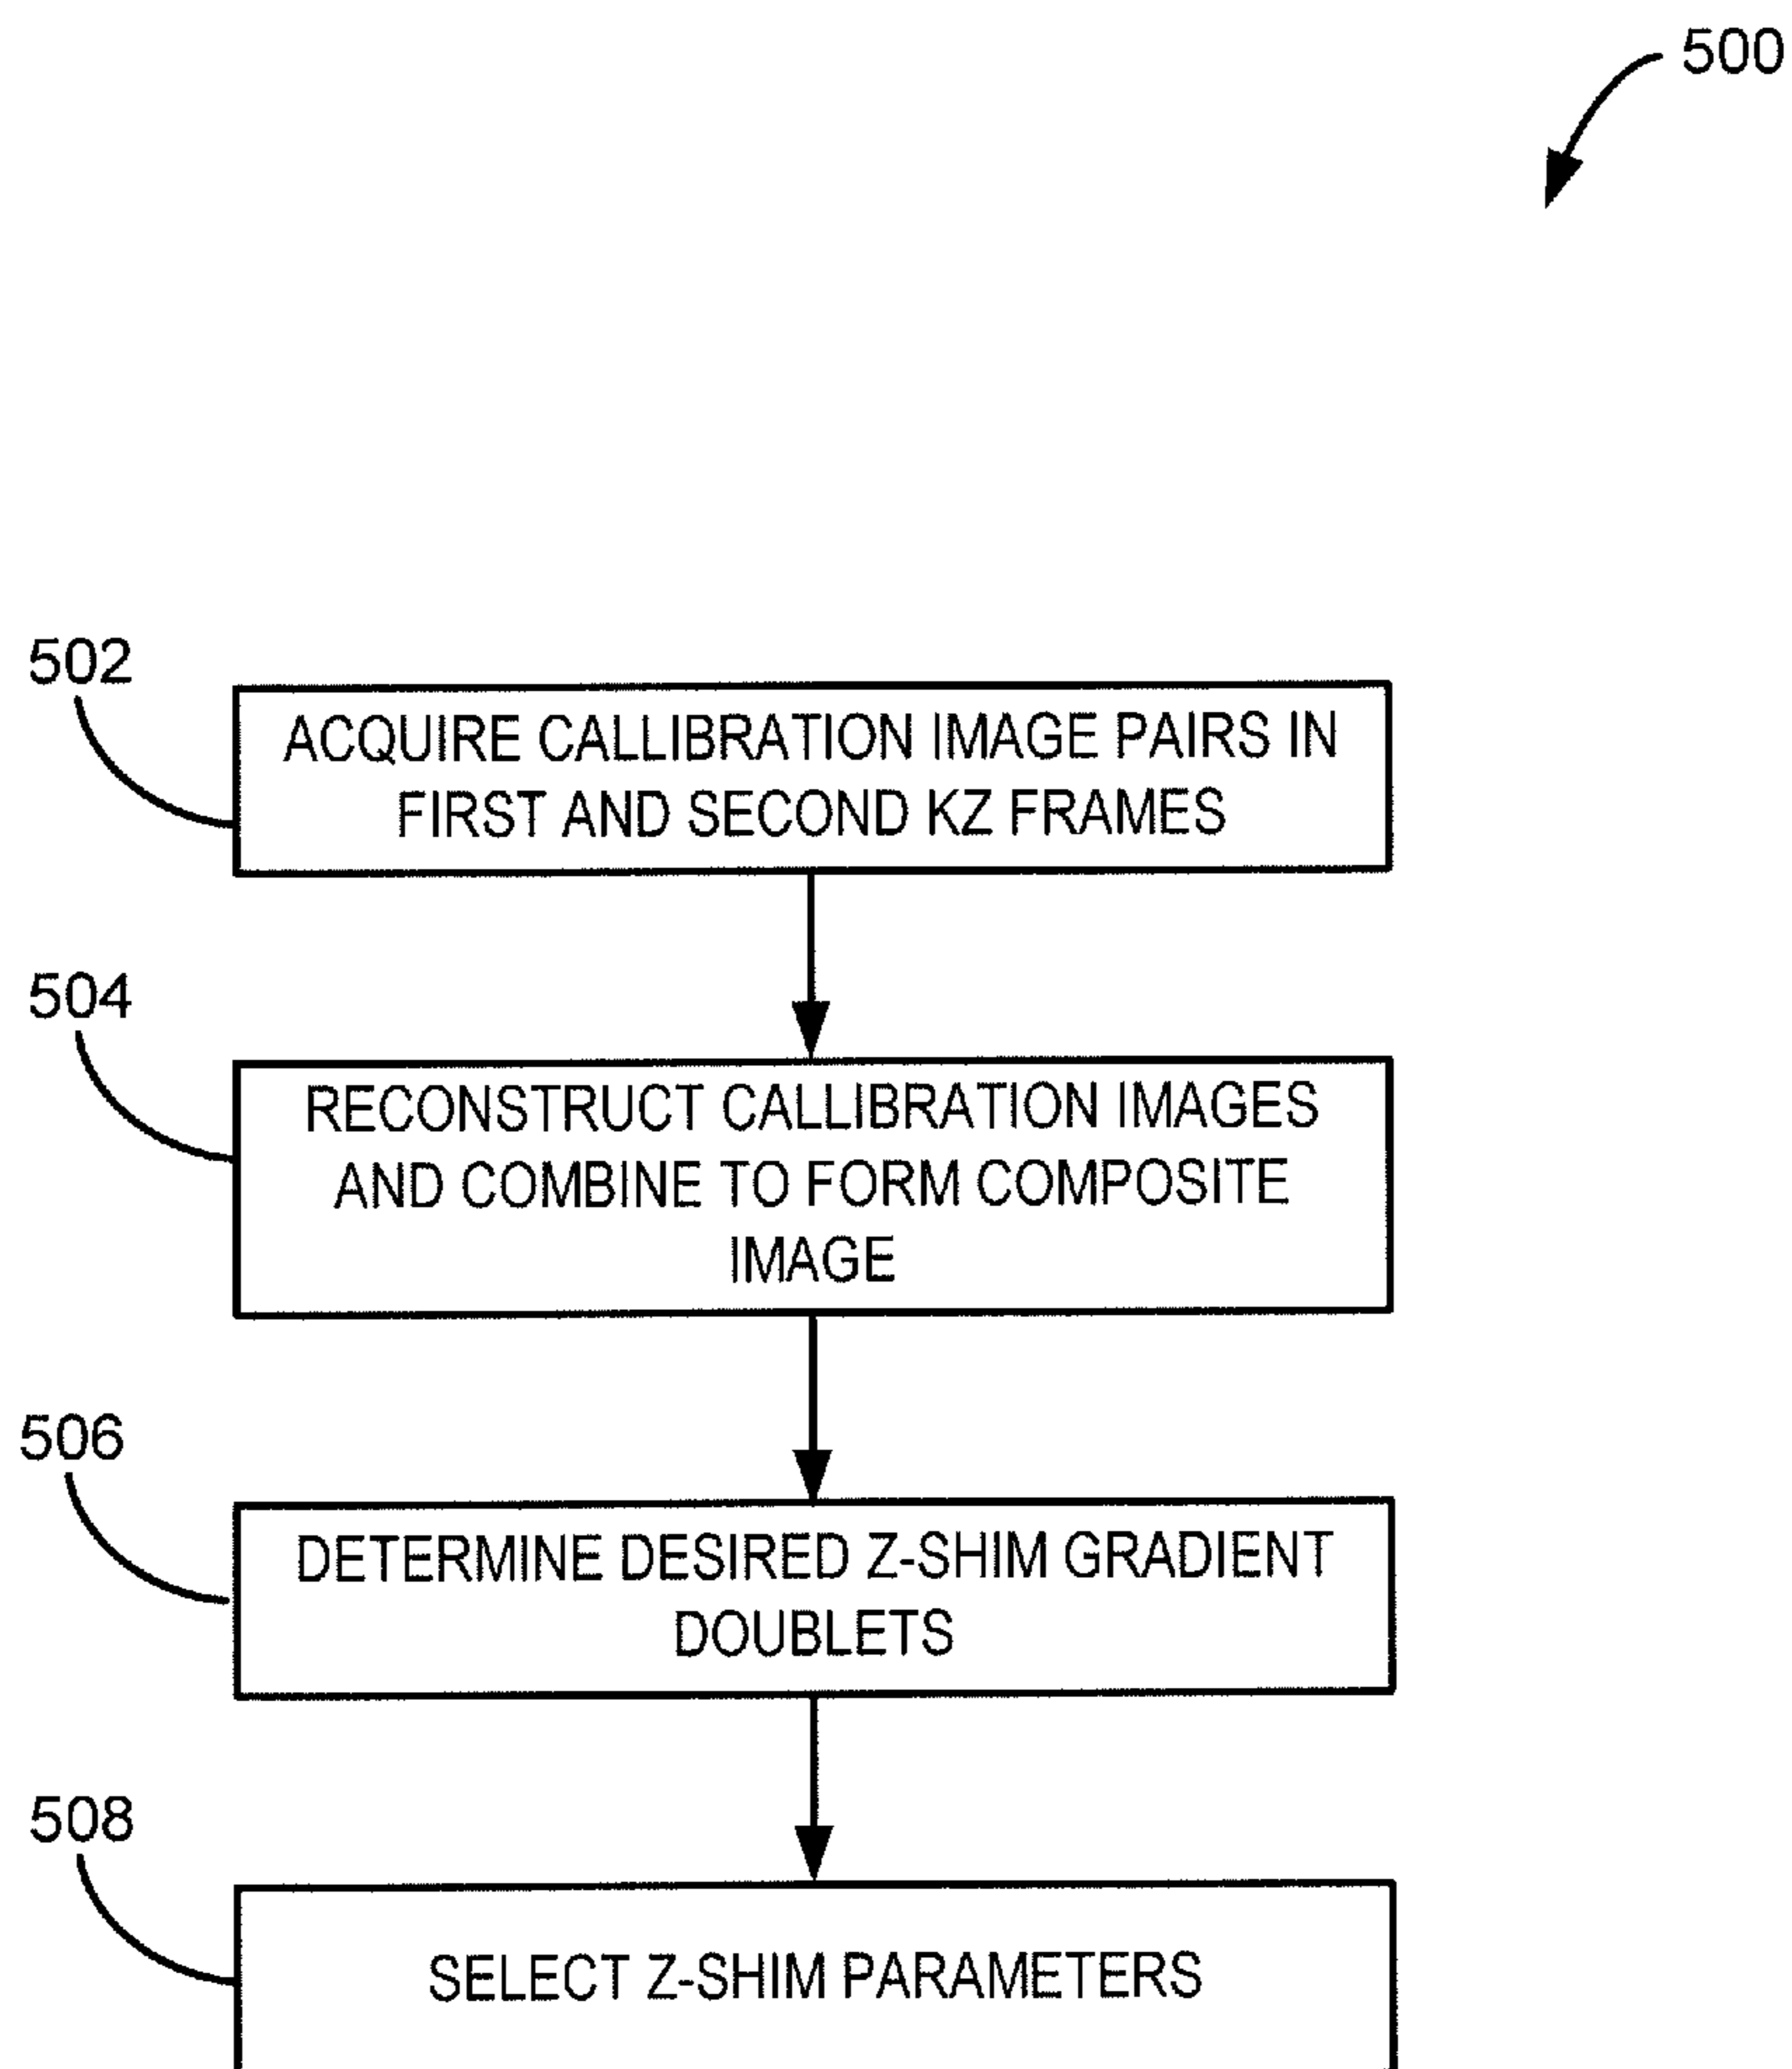 500
502
ACQUIRE CALLIBRATION IMAGE PAIRS IN
FIRST AND SECOND KZ FRAMES
504
RECONSTRUCT CALLIBRATION IMAGES
AND COMBINE TO FORM COMPOSITE
IMAGE
506
DETERMINE DESIRED Z-SHIM GRADIENT
DOUBLETS
508
SELECT Z-SHIM PARAMETERS